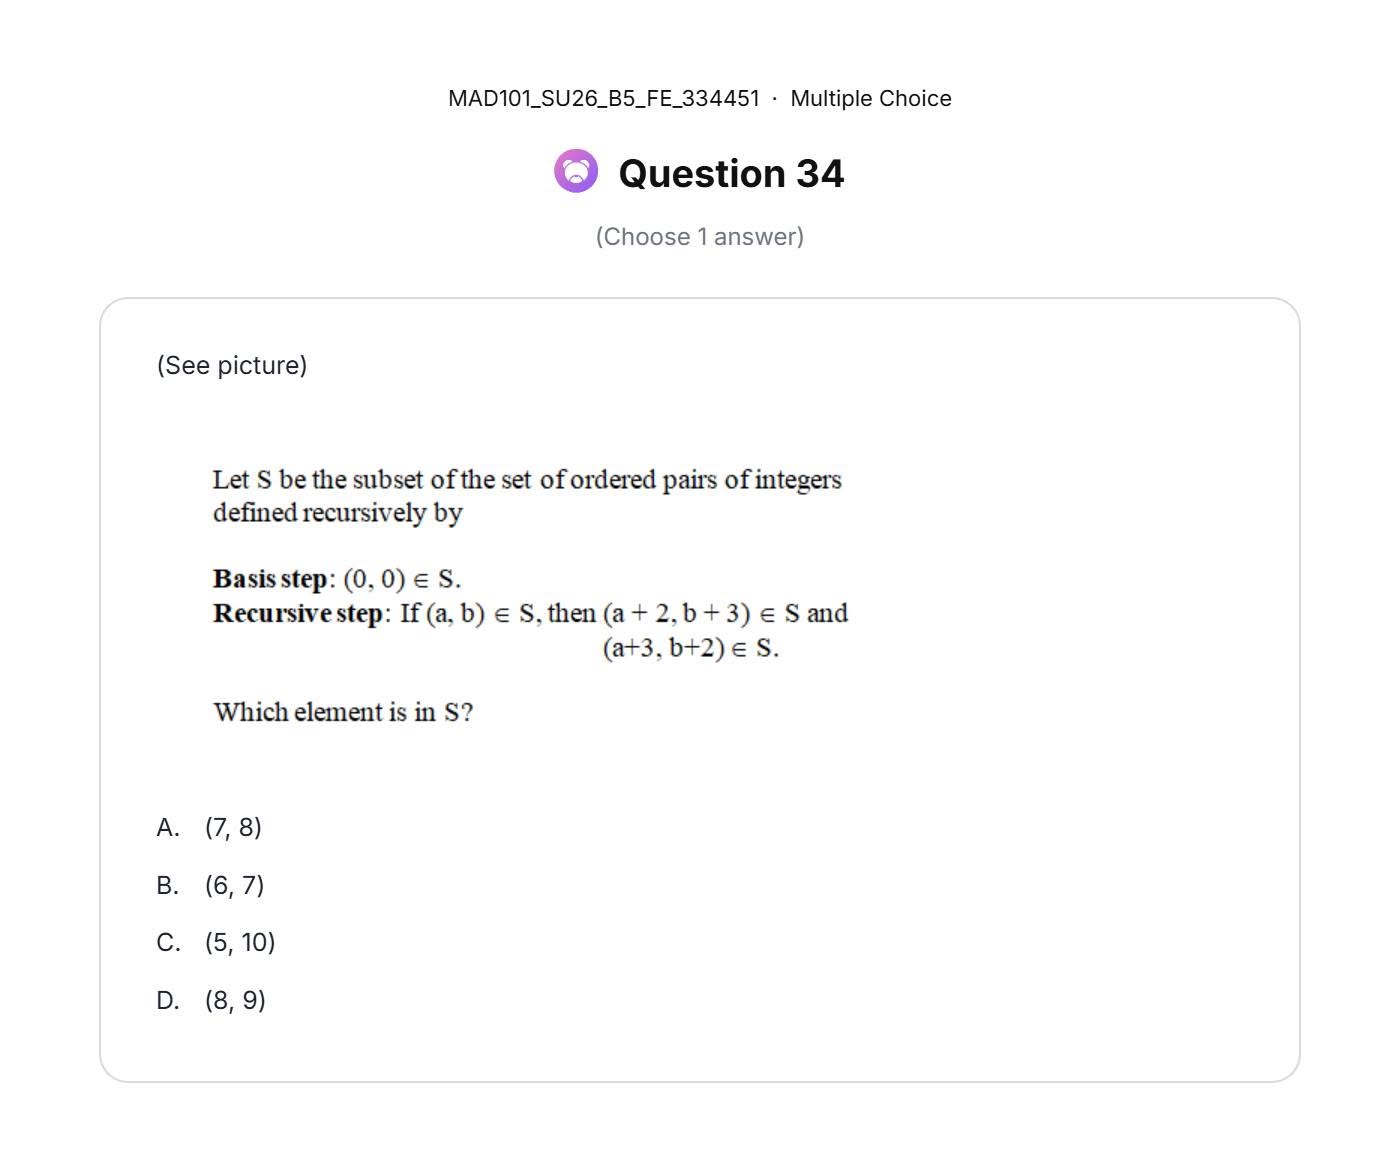 MAD101_SU26_B5_FE_334451 · Multiple Choice
Question 34
(Choose 1 answer)
(See picture)
Let S be the subset of the set of ordered pairs of integers
defined recursively by
Basis step: (0, 0) ∈ S.
Recursive step: If (a, b) ∈ S, then (a + 2, b + 3) ∈ S and
(a+3, b+2) ∈ S.
Which element is in S?
A. (7, 8)
B. (6, 7)
C. (5, 10)
D. (8, 9)